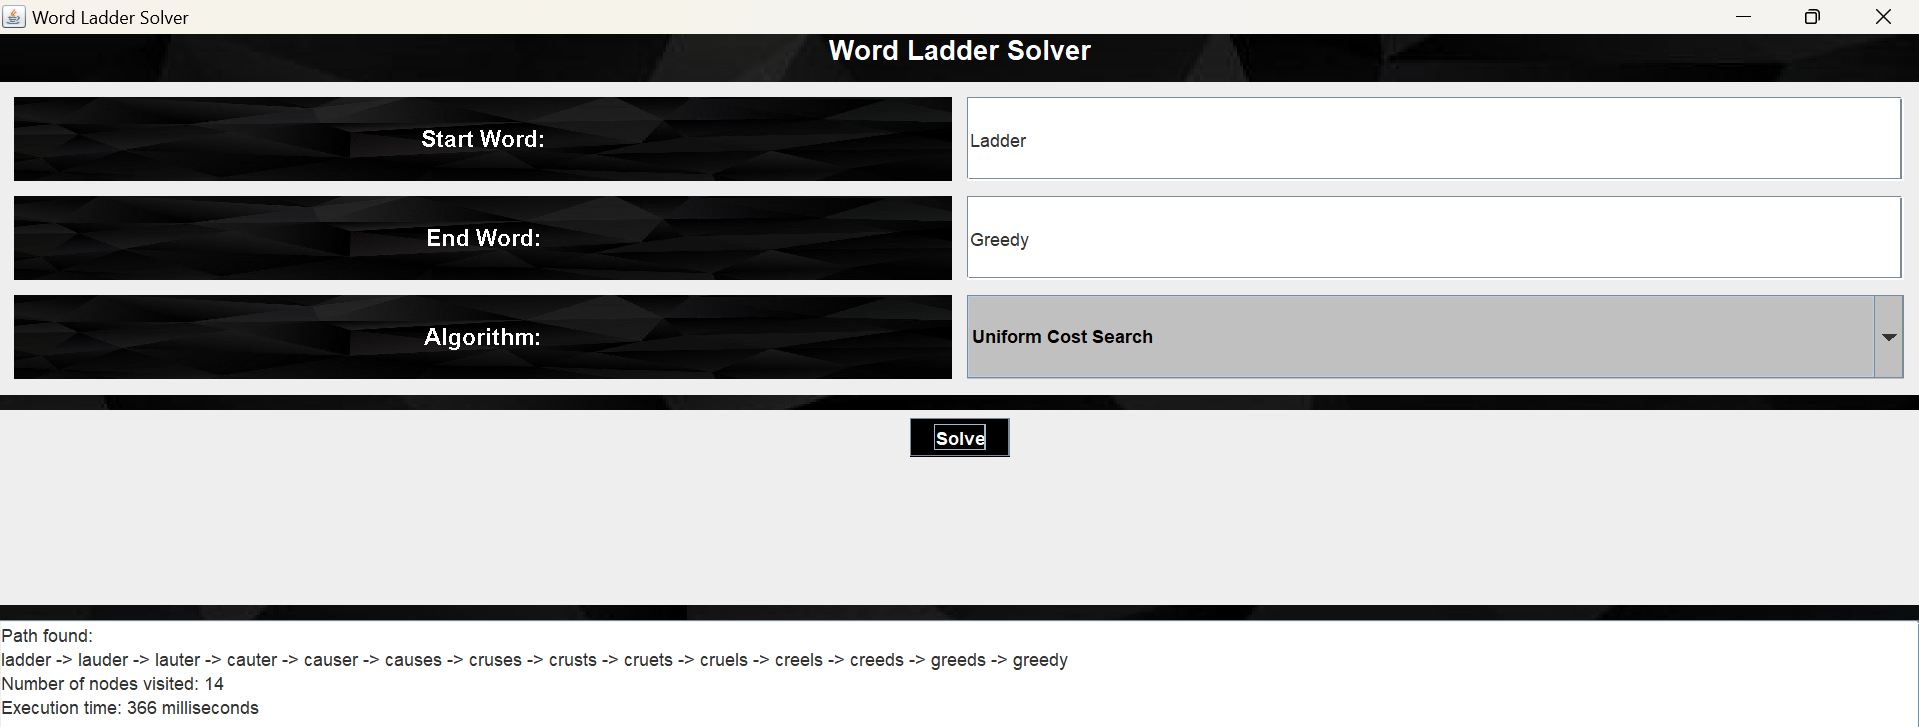 Word Ladder Solver
Word Ladder Solver
Start Word:
Ladder
End Word:
Greedy
Algorithm:
Uniform Cost Search
Solve
Path found:
ladder -> lauder -> lauter -> cauter -> causer -> causes -> cruses -> crusts -> cruets -> cruels -> creels -> creeds -> greeds -> greedy
Number of nodes visited: 14
Execution time: 366 milliseconds